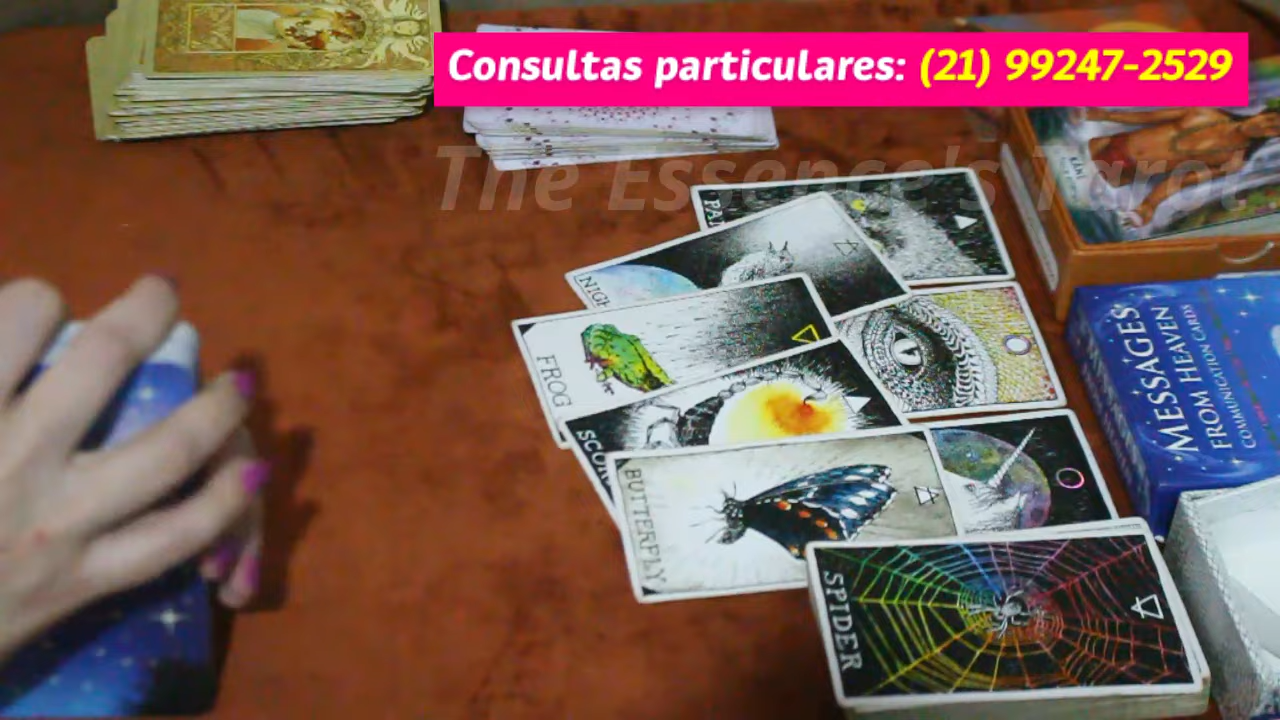 Consultas particulares: (21) 99247-2529
The Essence's Tarot
FROG
BUTTERFLY
SPIDER
MESSAGES
FROM HEAVEN
COMMUNICATION CARDS